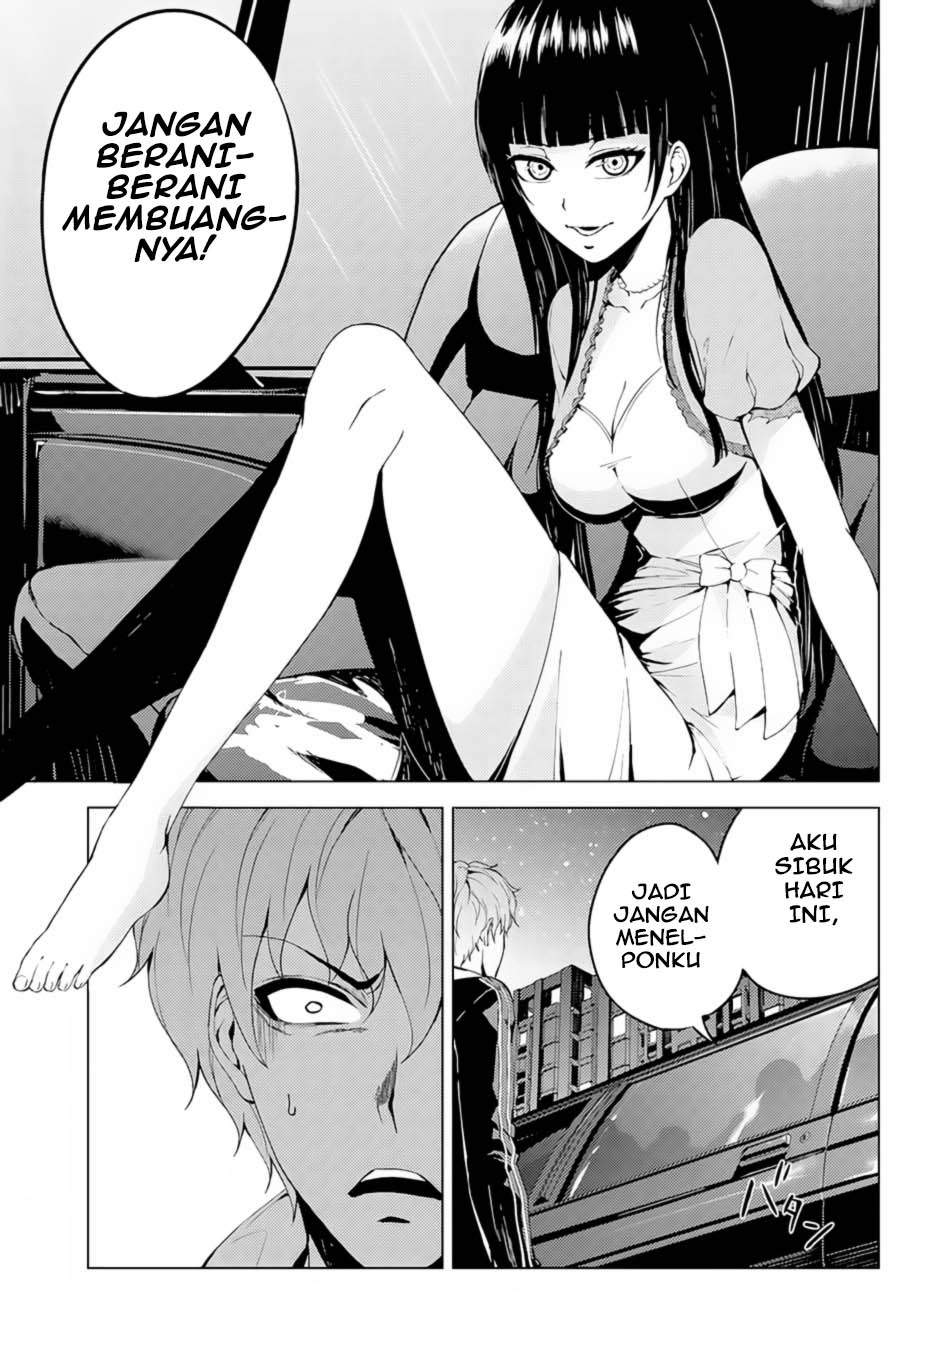 JANGAN
BERANI-
BERANI
MEMBUANG-
NYA!
AKU
SIBUK
HARI
INI,
JADI
JANGAN
MENEL-
PONKU
バタン